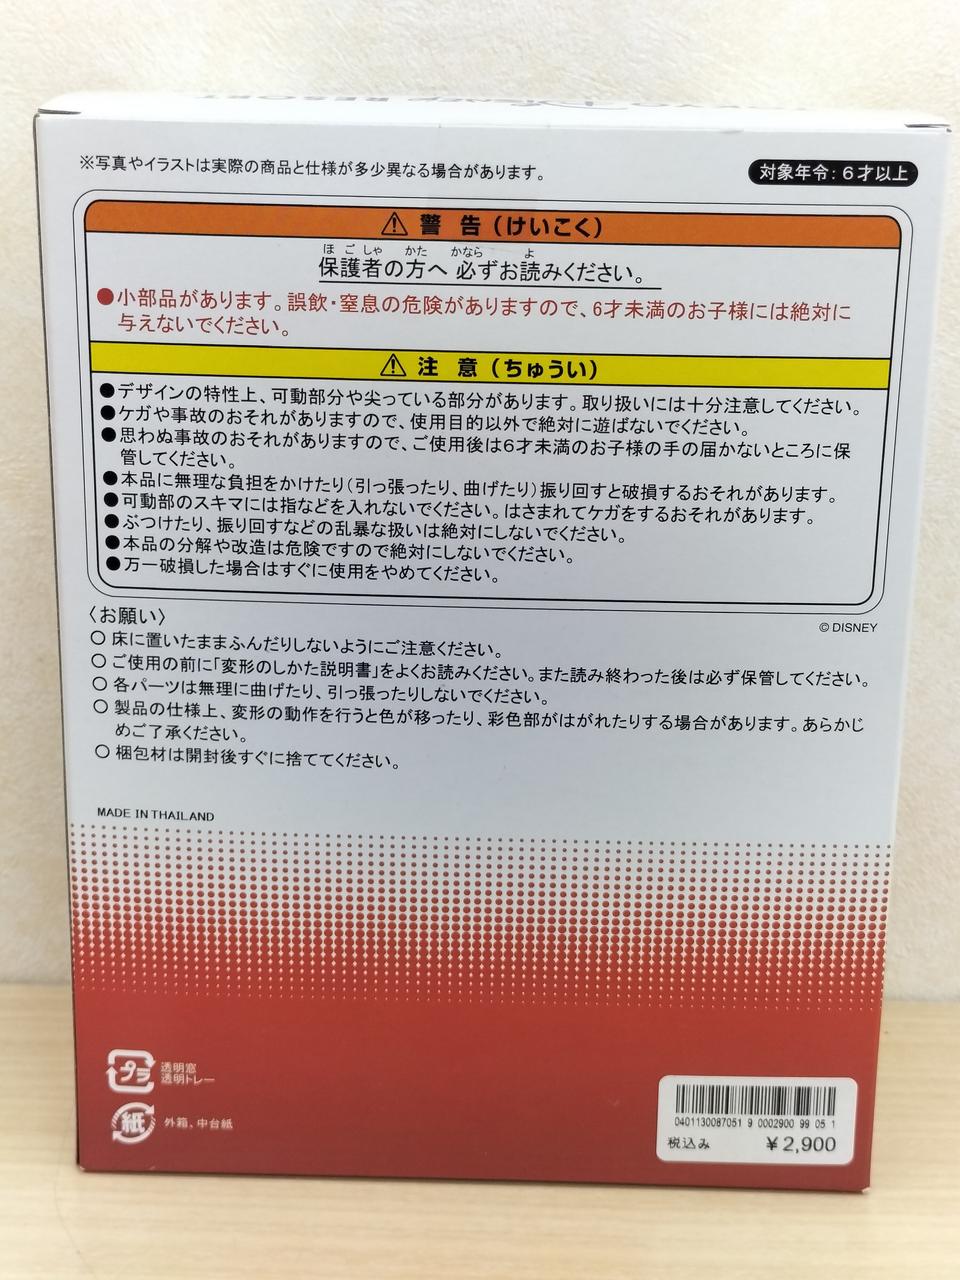 ※写真やイラストは実際の商品と仕様が多少異なる場合があります。
対象年令：6才以上
⚠ 警 告（けいこく）
ほ ご しゃ かた かなら よ
保護者の方へ 必ずお読みください。
●小部品があります。誤飲・窒息の危険がありますので、6才未満のお子様には絶対に
与えないでください。
⚠ 注 意（ちゅうい）
●デザインの特性上、可動部分や尖っている部分があります。取り扱いには十分注意してください。
●ケガや事故のおそれがありますので、使用目的以外で絶対に遊ばないでください。
●思わぬ事故のおそれがありますので、ご使用後は6才未満のお子様の手の届かないところに保
管してください。
●本品に無理な負担をかけたり（引っ張ったり、曲げたり）振り回すと破損するおそれがあります。
●可動部のスキマには指などを入れないでください。はさまれてケガをするおそれがあります。
●ぶつけたり、振り回すなどの乱暴な扱いは絶対にしないでください。
●本品の分解や改造は危険ですので絶対にしないでください。
●万一破損した場合はすぐに使用をやめてください。
© DISNEY
〈お願い〉
○ 床に置いたままふんだりしないようにご注意ください。
○ ご使用の前に「変形のしかた説明書」をよくお読みください。また読み終わった後は必ず保管してください。
○ 各パーツは無理に曲げたり、引っ張ったりしないでください。
○ 製品の仕様上、変形の動作を行うと色が移ったり、彩色部がはがれたりする場合があります。あらかじ
めご了承ください。
○ 梱包材は開封後すぐに捨ててください。
MADE IN THAILAND
プラ 透明窓
透明トレー
紙 外箱、中台紙
0401130087051 9 0002900 99 05 1
税込み ¥2,900